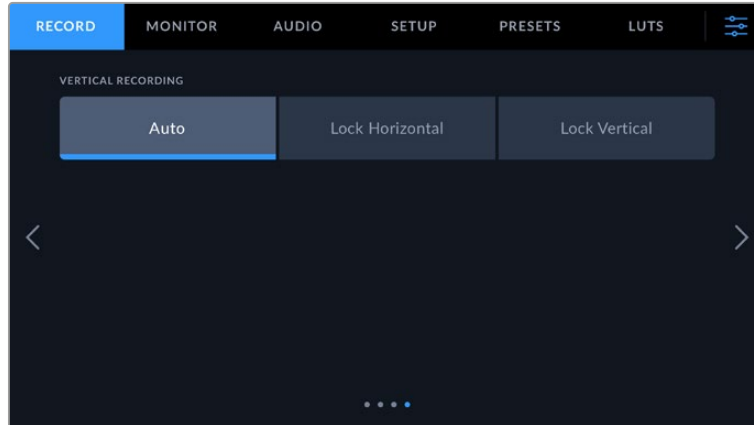 RECORD MONITOR AUDIO SETUP PRESETS LUTS
VERTICAL RECORDING
Auto Lock Horizontal Lock Vertical